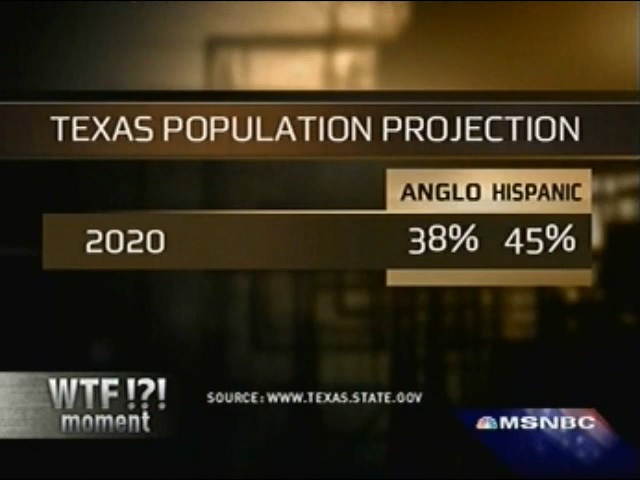 TEXAS POPULATION PROJECTION
ANGLO HISPANIC
2020 38% 45%
WTF!?!
moment
SOURCE: WWW.TEXAS.STATE.GOV
MSNBC